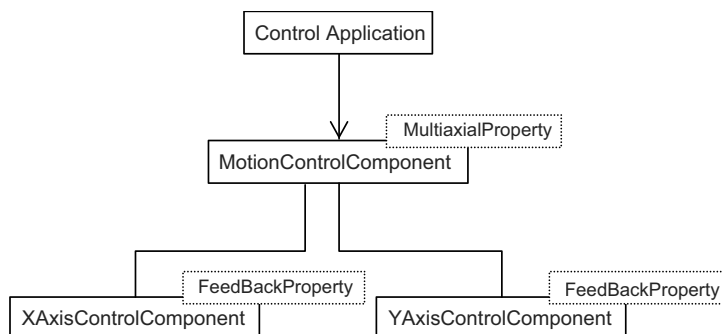 Control Application
MultiaxialProperty
MotionControlComponent
FeedBackProperty
FeedBackProperty
XAxisControlComponent
YAxisControlComponent